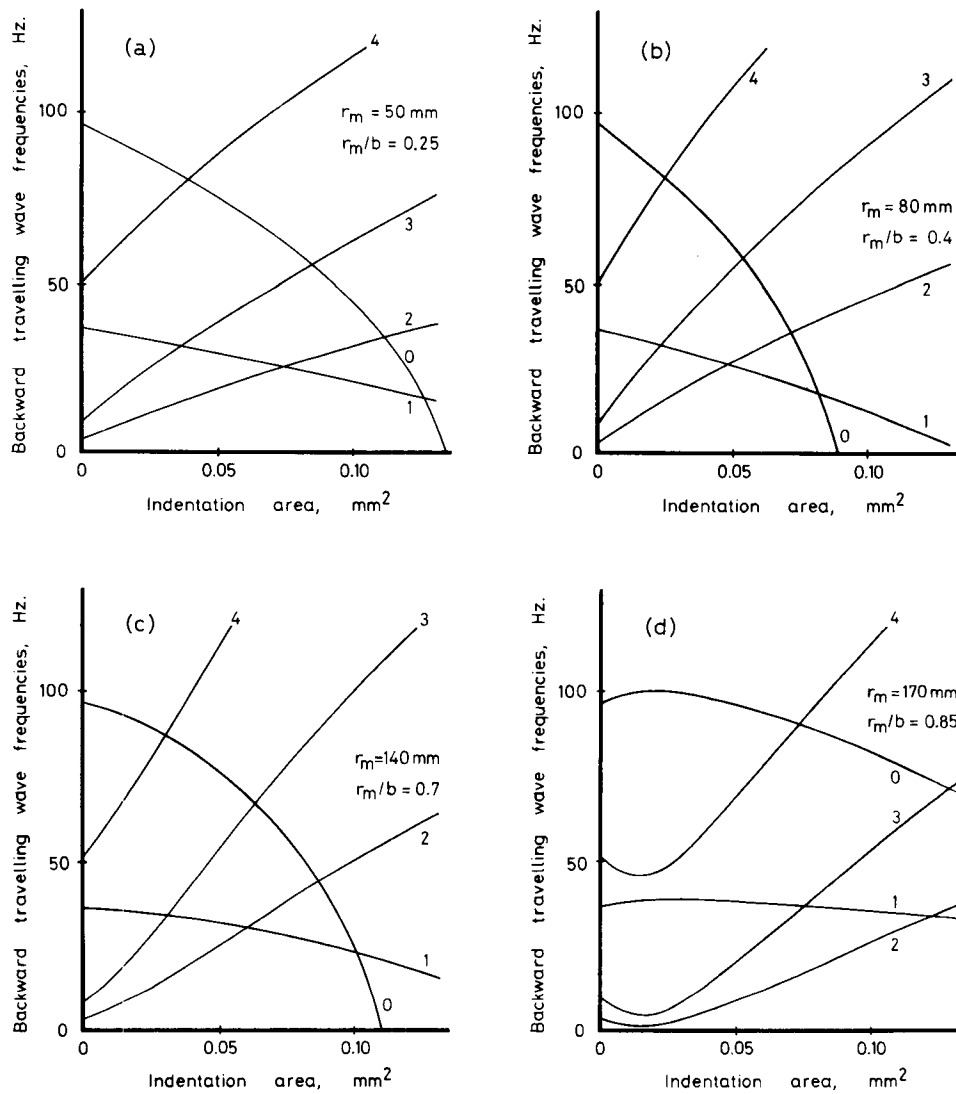 Backward travelling wave frequencies, Hz.
(a)
4
r_m = 50 mm
r_m/b = 0.25
100
3
50
2
0
1
0
0
0.05
0.10
Indentation area, mm²
Backward travelling wave frequencies, Hz.
(b)
4
3
100
r_m = 80 mm
r_m/b = 0.4
2
50
1
0
0
0
0.05
0.10
Indentation area, mm²
Backward travelling wave frequencies, Hz.
(c)
4
3
100
r_m=140 mm
r_m/b = 0.7
2
50
1
0
0
0
0.05
0.10
Indentation area, mm²
Backward travelling wave frequencies, Hz.
(d)
4
100
r_m=170 mm
r_m/b = 0.85
0
3
50
1
2
0
0
0.05
0.10
Indentation area, mm²